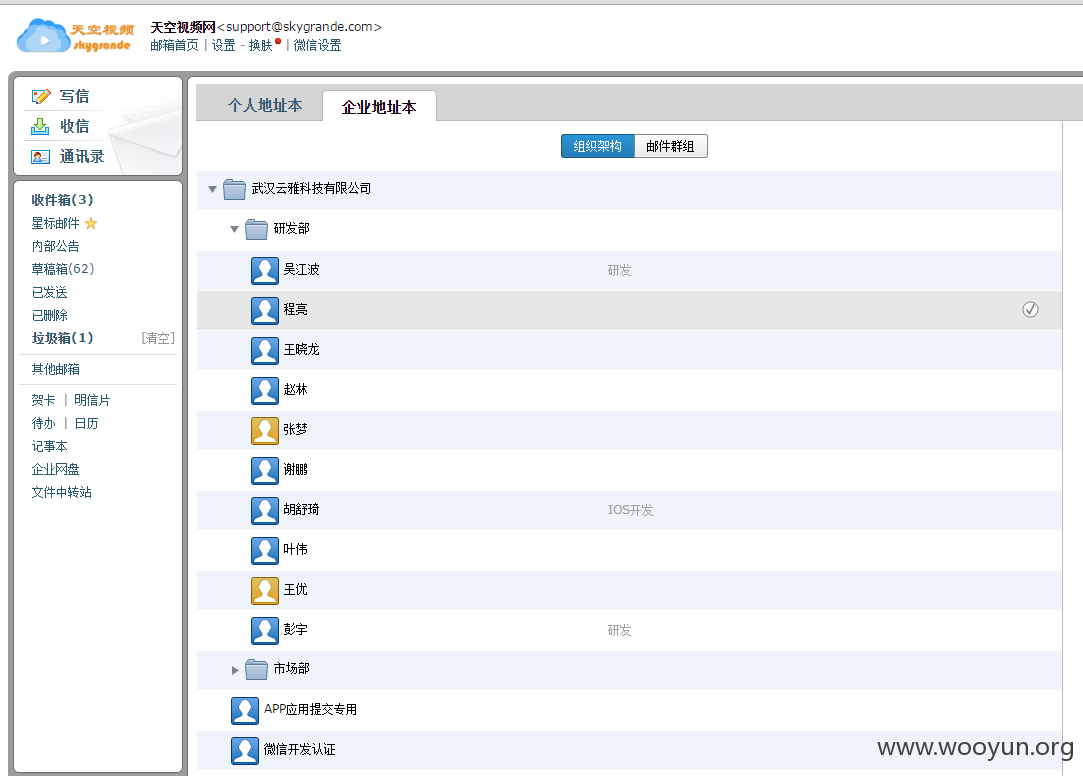 天空视频
skygrande
天空视频网<support@skygrande.com>
邮箱首页 | 设置 - 换肤 | 微信设置
写信
收信
通讯录
收件箱(3)
星标邮件
内部公告
草稿箱(62)
已发送
已删除
垃圾箱(1) [清空]
其他邮箱
贺卡 | 明信片
待办 | 日历
记事本
企业网盘
文件中转站
个人地址本 企业地址本
组织架构 邮件群组
武汉云雅科技有限公司
研发部
吴江波 研发
程亮
王晓龙
赵林
张梦
谢鹏
胡舒琦 IOS开发
叶伟
王优
彭宇 研发
市场部
APP应用提交专用
微信开发认证
www.wooyun.org